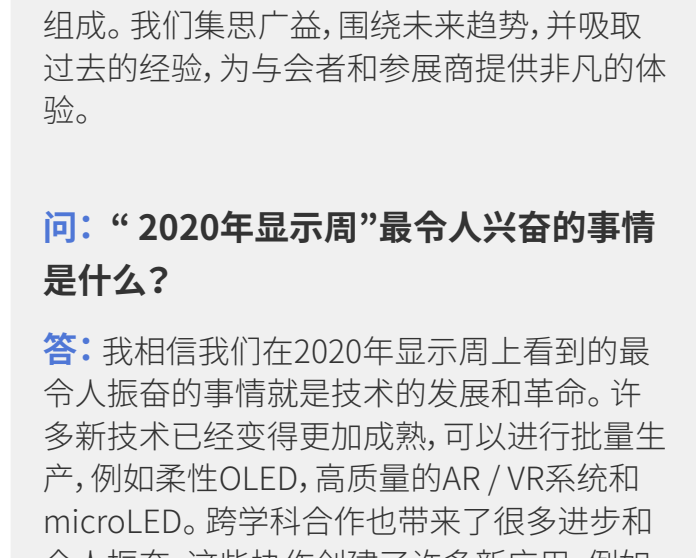 组成。我们集思广益，围绕未来趋势，并吸取
过去的经验，为与会者和参展商提供非凡的体
验。
问：“ 2020年显示周”最令人兴奋的事情
是什么？
答：我相信我们在2020年显示周上看到的最
令人振奋的事情就是技术的发展和革命。许
多新技术已经变得更加成熟，可以进行批量生
产，例如柔性OLED，高质量的AR / VR系统和
microLED。跨学科合作也带来了很多进步和